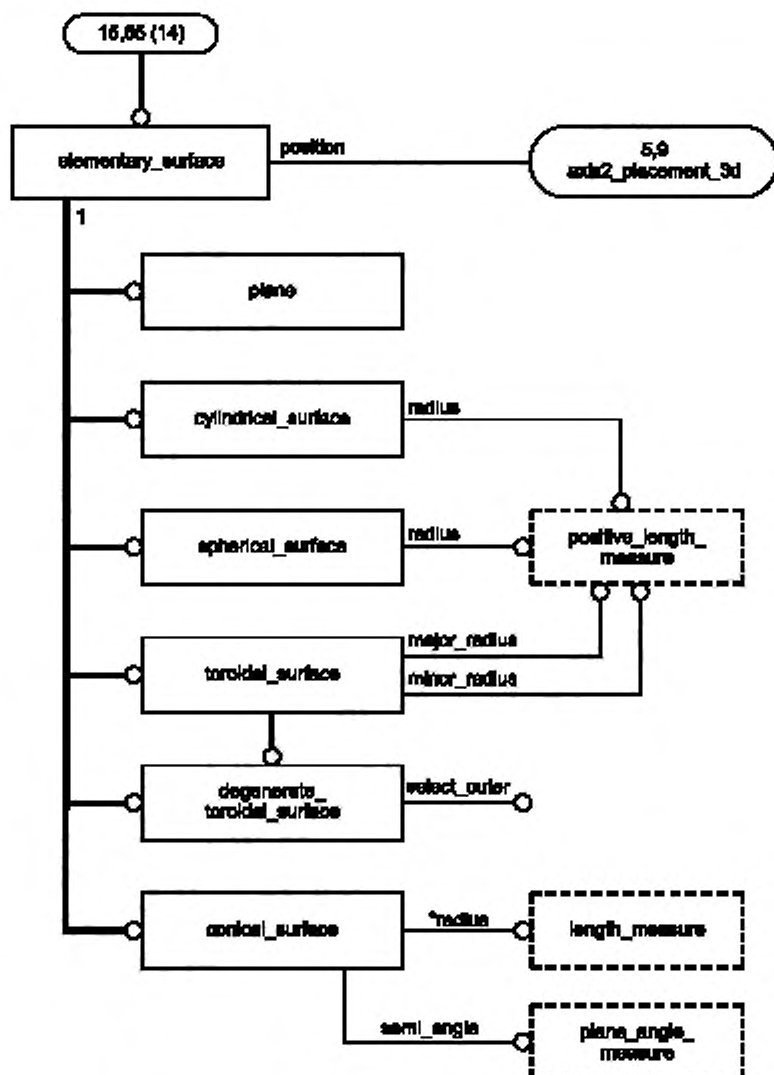 15,55 (14)
elementary_surface
position
5,9
axis2_placement_3d
1
plane
cylindrical_surface
radius
spherical_surface
radius
positive_length_
measure
toroidal_surface
major_radius
minor_radius
degenerate_
toroidal_surface
select_outer
conical_surface
*radius
length_measure
semi_angle
plane_angle_
measure